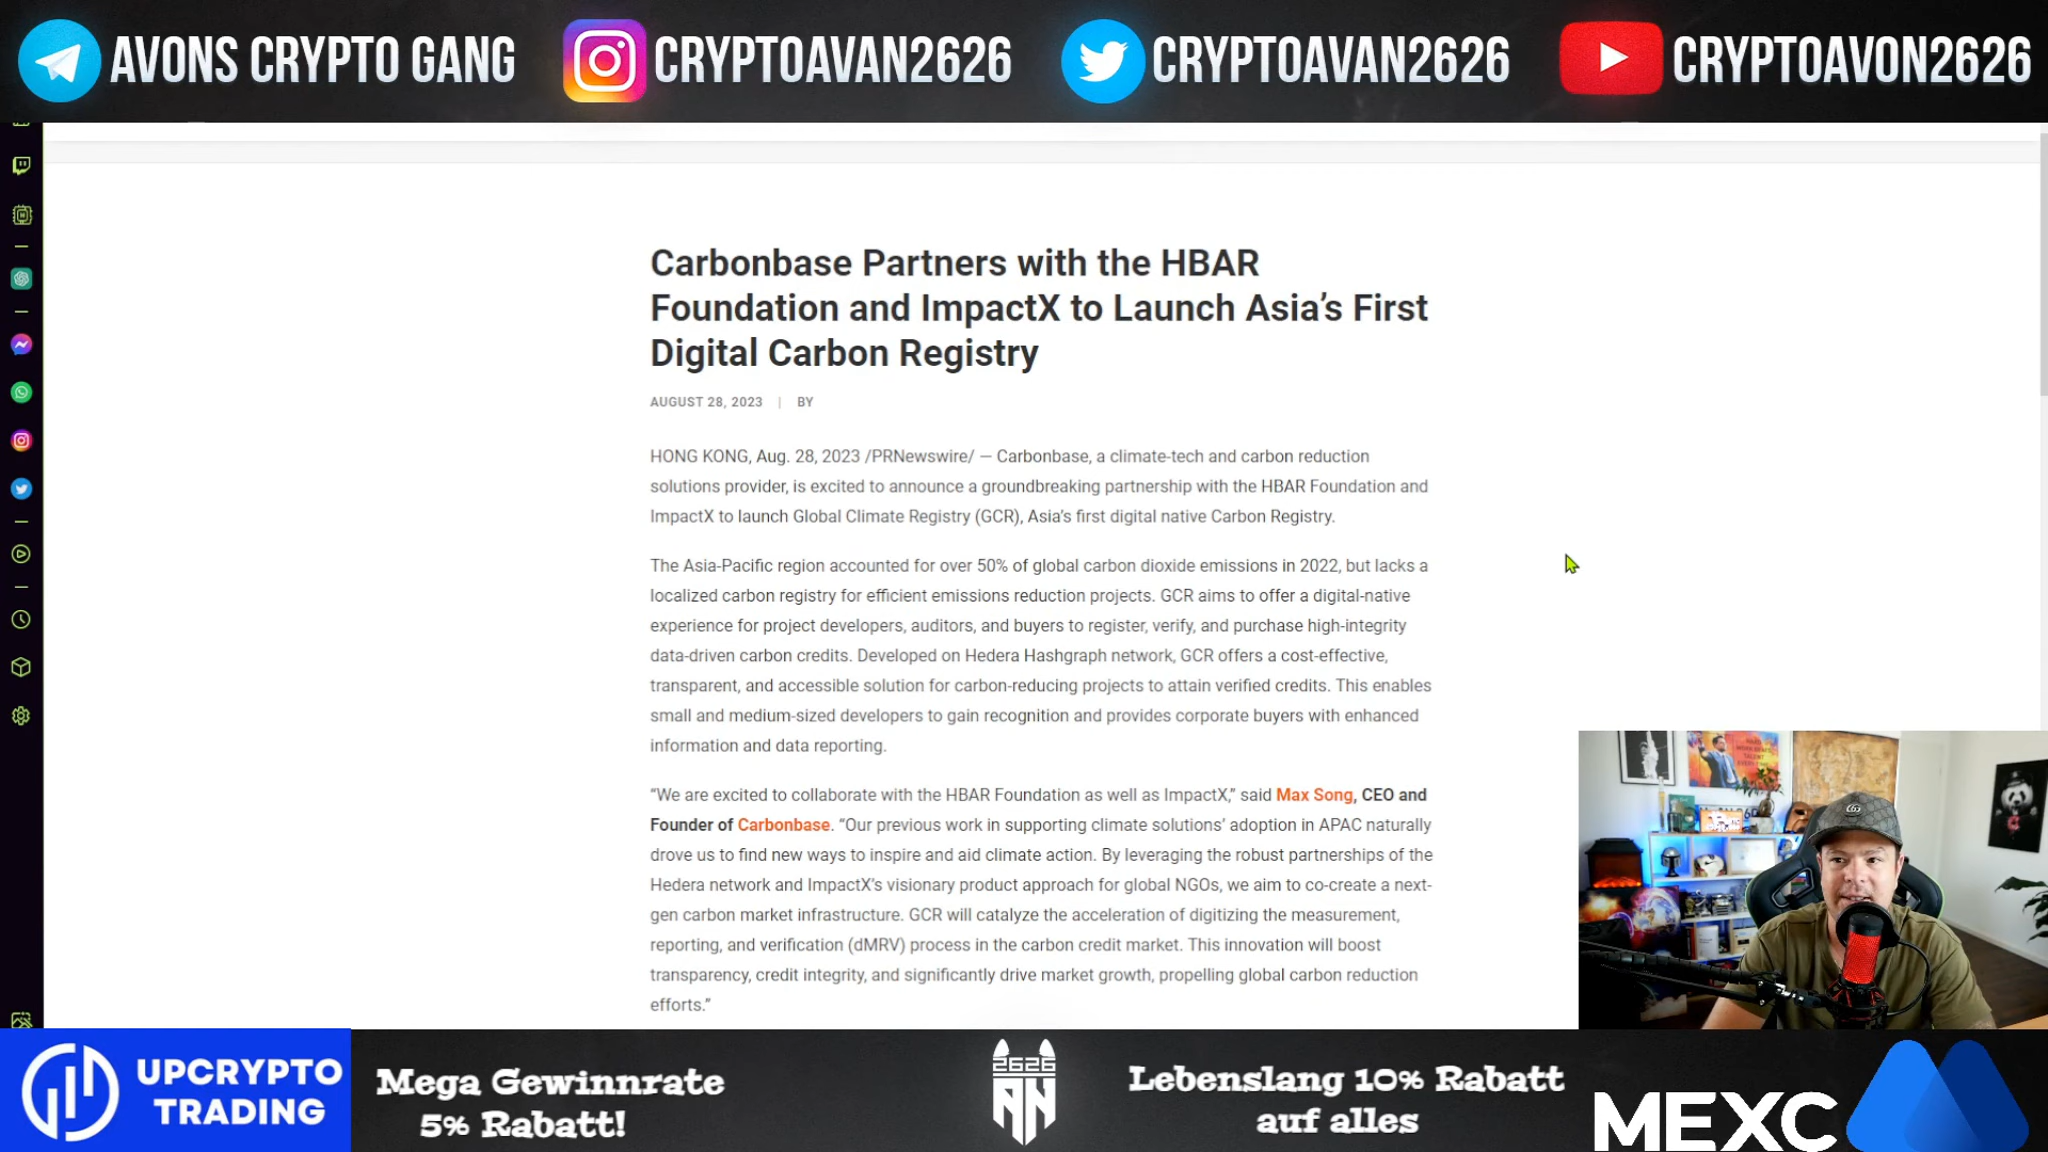 AVONS CRYPTO GANG
CRYPTOAVAN2626
CRYPTOAVAN2626
CRYPTOAVON2626
Carbonbase Partners with the HBAR
Foundation and ImpactX to Launch Asia’s First
Digital Carbon Registry
AUGUST 28, 2023 | BY
HONG KONG, Aug. 28, 2023 /PRNewswire/ — Carbonbase, a climate-tech and carbon reduction
solutions provider, is excited to announce a groundbreaking partnership with the HBAR Foundation and
ImpactX to launch Global Climate Registry (GCR), Asia’s first digital native Carbon Registry.
The Asia-Pacific region accounted for over 50% of global carbon dioxide emissions in 2022, but lacks a
localized carbon registry for efficient emissions reduction projects. GCR aims to offer a digital-native
experience for project developers, auditors, and buyers to register, verify, and purchase high-integrity
data-driven carbon credits. Developed on Hedera Hashgraph network, GCR offers a cost-effective,
transparent, and accessible solution for carbon-reducing projects to attain verified credits. This enables
small and medium-sized developers to gain recognition and provides corporate buyers with enhanced
information and data reporting.
“We are excited to collaborate with the HBAR Foundation as well as ImpactX,” said Max Song, CEO and
Founder of Carbonbase. “Our previous work in supporting climate solutions’ adoption in APAC naturally
drove us to find new ways to inspire and aid climate action. By leveraging the robust partnerships of the
Hedera network and ImpactX’s visionary product approach for global NGOs, we aim to co-create a next-
gen carbon market infrastructure. GCR will catalyze the acceleration of digitizing the measurement,
reporting, and verification (dMRV) process in the carbon credit market. This innovation will boost
transparency, credit integrity, and significantly drive market growth, propelling global carbon reduction
efforts.”
UPCRYPTO
TRADING
Mega Gewinnrate
5% Rabatt!
2626
AN
Lebenslang 10% Rabatt
auf alles
MEXC